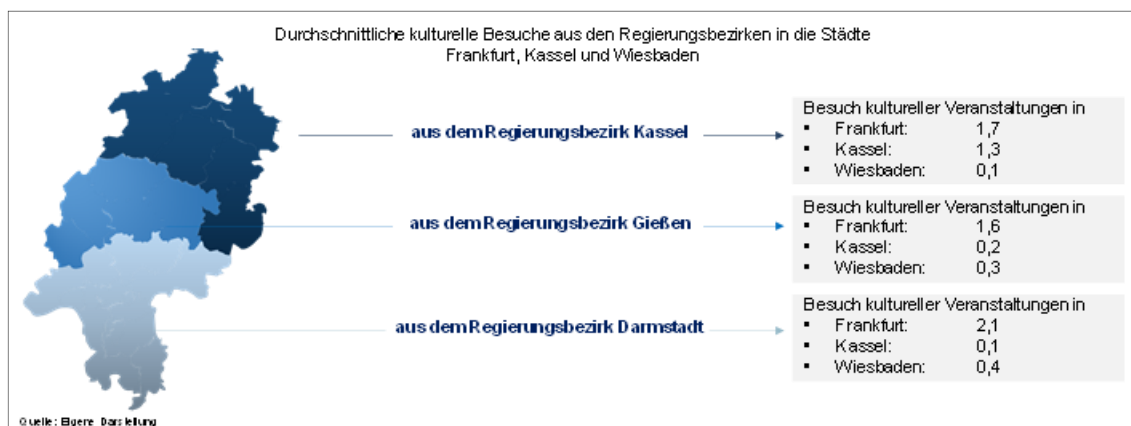 Durchschnittliche kulturelle Besuche aus den Regierungsbezirken in die Städte
Frankfurt, Kassel und Wiesbaden
aus dem Regierungsbezirk Kassel
Besuch kultureller Veranstaltungen in
▪ Frankfurt: 1,7
▪ Kassel: 1,3
▪ Wiesbaden: 0,1
aus dem Regierungsbezirk Gießen
Besuch kultureller Veranstaltungen in
▪ Frankfurt: 1,6
▪ Kassel: 0,2
▪ Wiesbaden: 0,3
aus dem Regierungsbezirk Darmstadt
Besuch kultureller Veranstaltungen in
▪ Frankfurt: 2,1
▪ Kassel: 0,1
▪ Wiesbaden: 0,4
Quelle: Eigene Darstellung